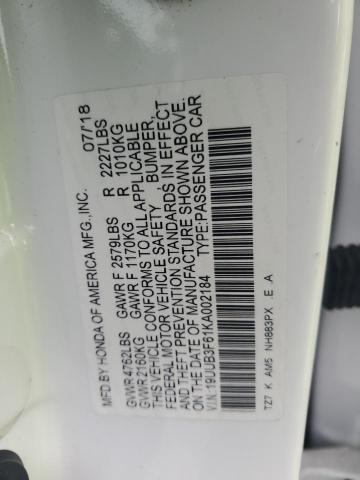 MFD.BY HONDA OF AMERICA MFG.,INC. 07/18
GVWR 4762LBS GAWR F 2579LBS R 2227LBS
GVWR 2160KG GAWR F 1170KG R 1010KG
THIS VEHICLE CONFORMS TO ALL APPLICABLE
FEDERAL MOTOR VEHICLE SAFETY BUMPER,
AND THEFT PREVENTION STANDARDS IN EFFECT
ON THE DATE OF MANUFACTURE SHOWN ABOVE.
V.I.N:19UUB3F61KA002184 TYPE:PASSENGER CAR
TZ7 K AM5 NH883PX E A